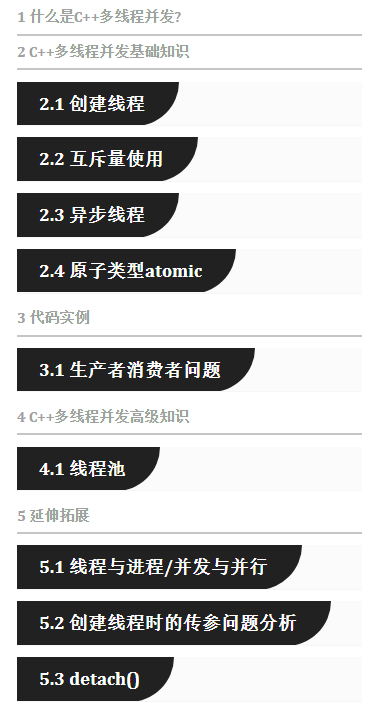 1 什么是C++多线程并发?
2 C++多线程并发基础知识
2.1 创建线程
2.2 互斥量使用
2.3 异步线程
2.4 原子类型atomic
3 代码实例
3.1 生产者消费者问题
4 C++多线程并发高级知识
4.1 线程池
5 延伸拓展
5.1 线程与进程/并发与并行
5.2 创建线程时的传参问题分析
5.3 detach()